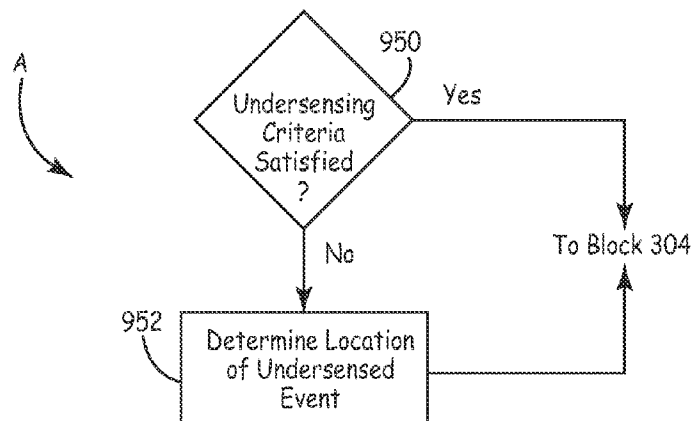 A
950
Undersensing
Criteria
Satisfied
?
Yes
To Block 304
No
952
Determine Location
of Undersensed
Event